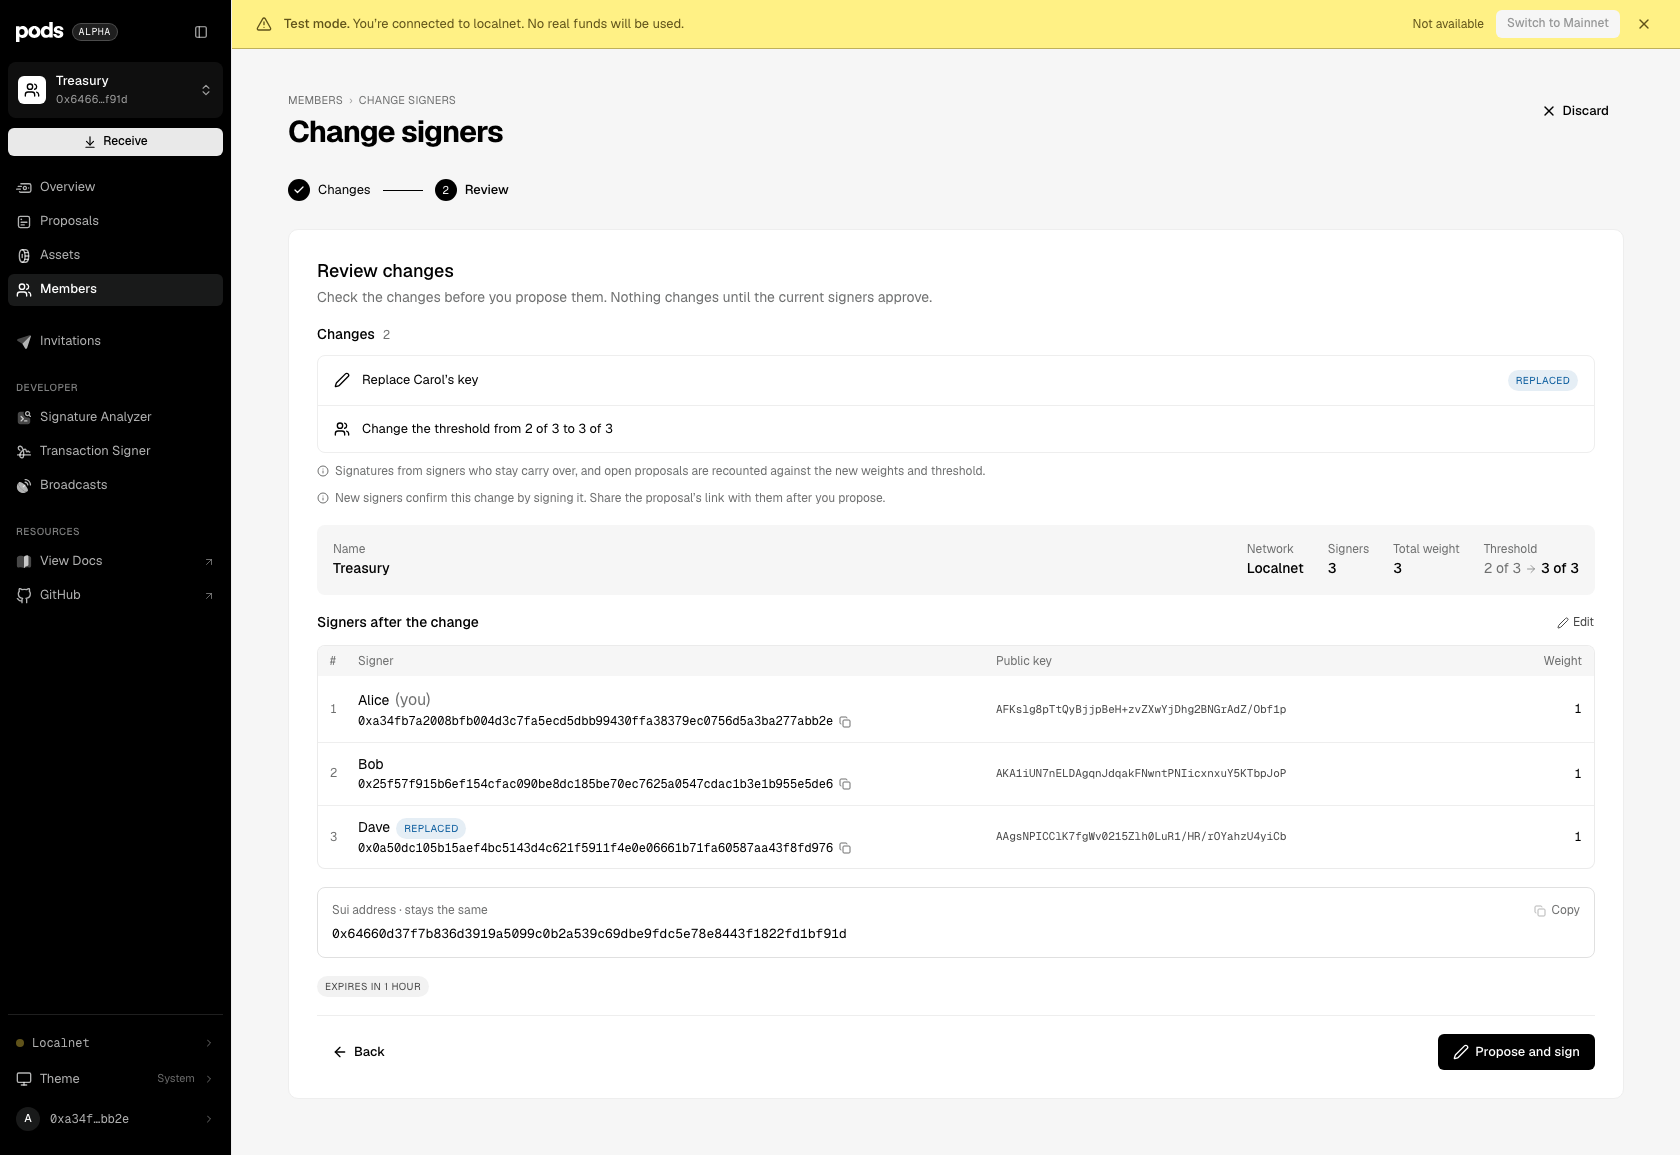 pods ALPHA
Treasury
0x6466…f91d
Receive
Overview
Proposals
Assets
Members
Invitations
DEVELOPER
Signature Analyzer
Transaction Signer
Broadcasts
RESOURCES
View Docs
GitHub
Localnet
Theme System
A 0xa34f…bb2e
Test mode. You're connected to localnet. No real funds will be used.
Not available Switch to Mainnet
MEMBERS › CHANGE SIGNERS
Change signers
Discard
Changes 2 Review
Review changes
Check the changes before you propose them. Nothing changes until the current signers approve.
Changes 2
Replace Carol's key REPLACED
Change the threshold from 2 of 3 to 3 of 3
Signatures from signers who stay carry over, and open proposals are recounted against the new weights and threshold.
New signers confirm this change by signing it. Share the proposal's link with them after you propose.
Name Network Signers Total weight Threshold
Treasury Localnet 3 3 2 of 3 → 3 of 3
Signers after the change Edit
# Signer Public key Weight
1 Alice (you) AFKslg8pTtQyBjjpBeH+zvZXwYjDhg2BNGrAdZ/Obf1p 1
0xa34fb7a2008bfb004d3c7fa5ecd5dbb99430ffa38379ec0756d5a3ba277abb2e
2 Bob AKA1iUN7nELDAgqnJdqakFNwntPNIicxnxuY5KTbpJoP 1
0x25f57f915b6ef154cfac090be8dc185be70ec7625a0547cdac1b3e1b955e5de6
3 Dave REPLACED AAgsNPICClK7fgWv0215Zlh0LuR1/HR/rOYahzU4yiCb 1
0x0a50dc105b15aef4bc5143d4c621f5911f4e0e06661b71fa60587aa43f8fd976
Sui address · stays the same Copy
0x64660d37f7b836d3919a5099c0b2a539c69dbe9fdc5e78e8443f1822fd1bf91d
EXPIRES IN 1 HOUR
Back Propose and sign